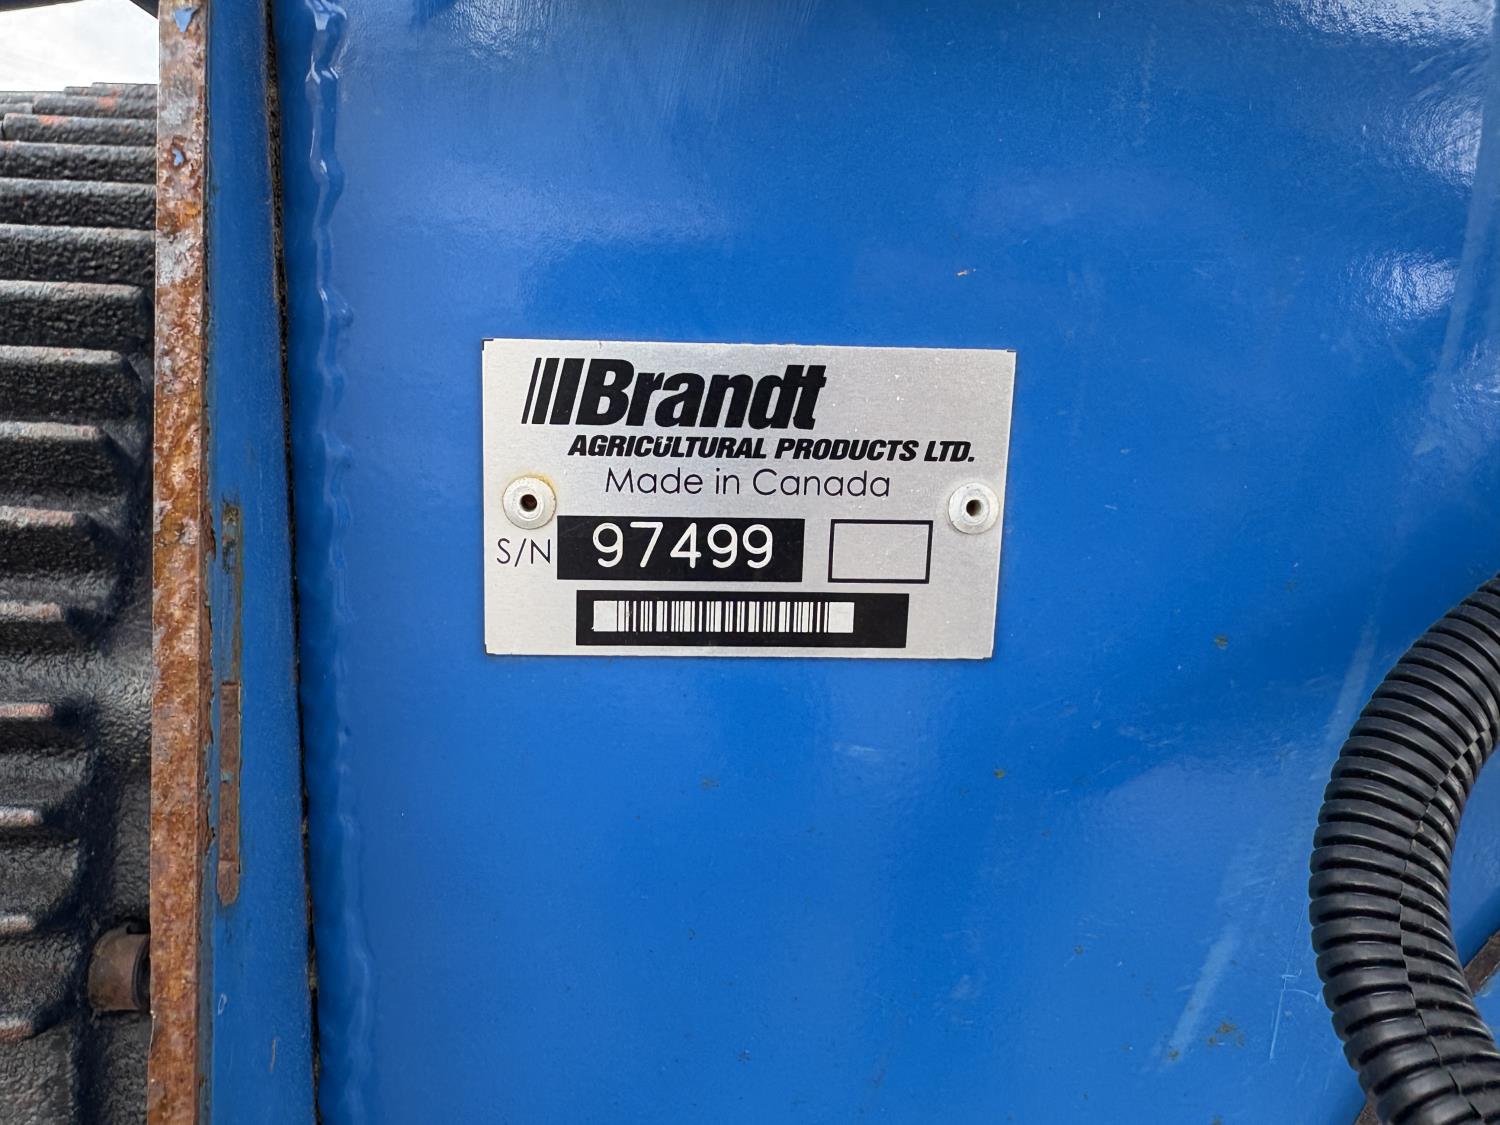 Brandt
AGRICULTURAL PRODUCTS LTD.
Made in Canada
S/N 97499